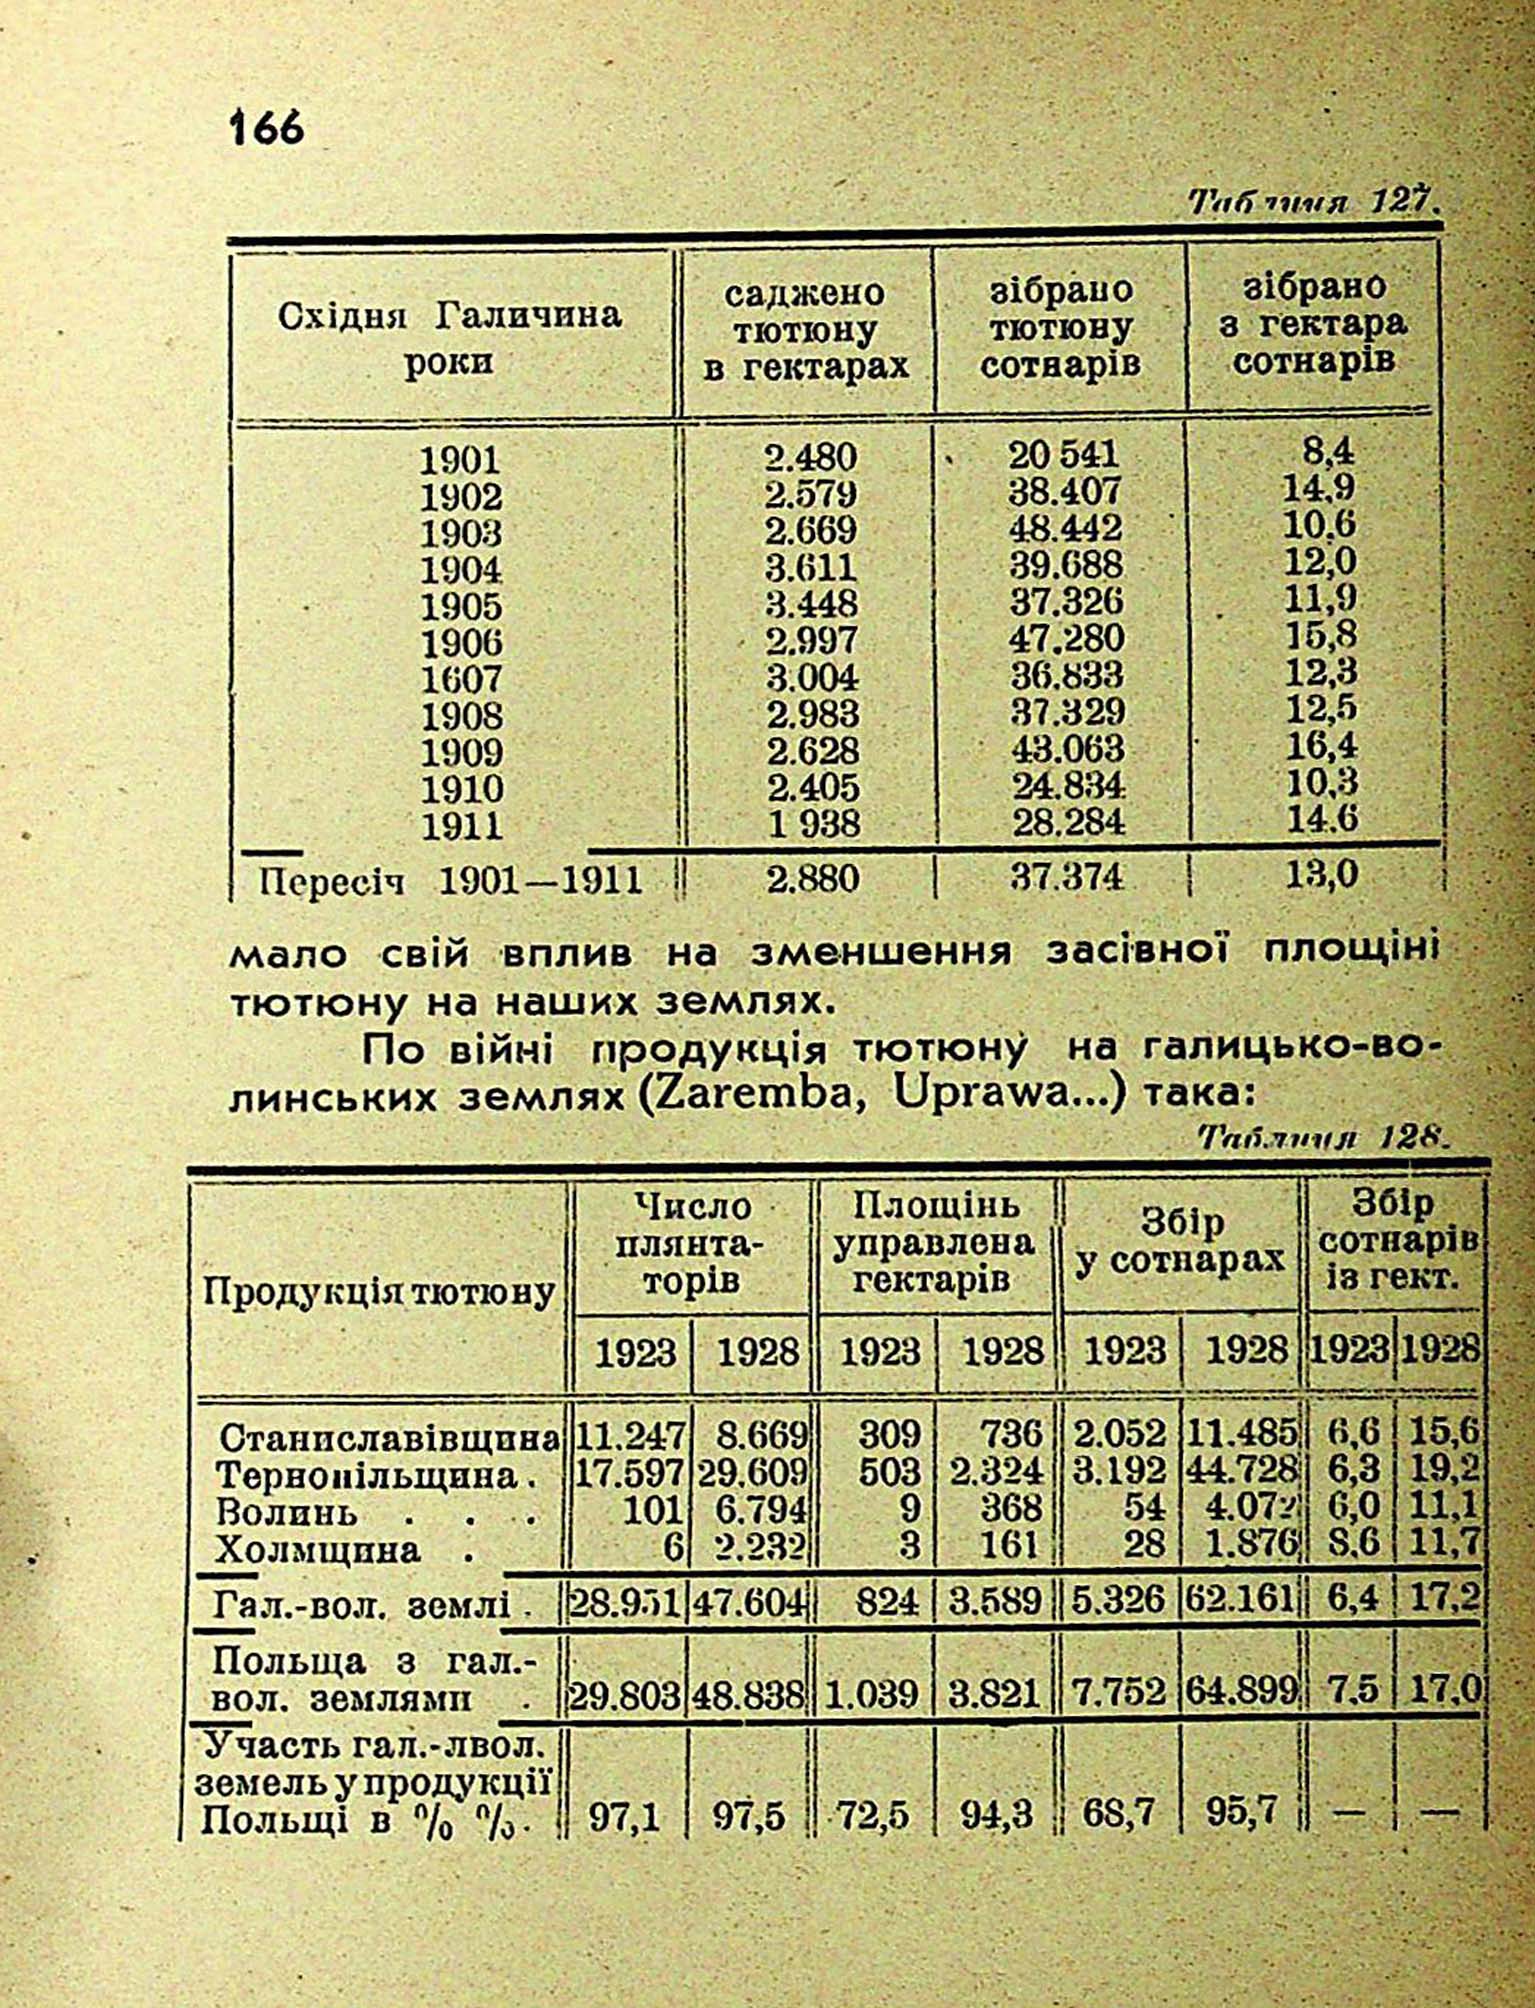 166
Таблиця 127.
Східня Галичина роки | саджено тютюну в гектарах | зібрано тютюну сотнарів | зібрано з гектара сотнарів
1901 2.480 20 541 8,4
1902 2.579 38.407 14,9
1903 2.669 48.442 10,6
1904 3.611 39.688 12,0
1905 3.448 37.326 11,9
1906 2.997 47.280 15,8
1607 3.004 36.833 12,3
1908 2.983 37.329 12,5
1909 2.628 43.063 16,4
1910 2.405 24.834 10,3
1911 1 938 28.284 14.6
Пересіч 1901—1911 2.880 37.374 13,0
мало свій вплив на зменшення засівної площіні
тютюну на наших землях.
По війні продукція тютюну на галицько-во-
линських землях (Zaremba, Uprawa...) така:
Таблиця 128.
Продукція тютюну | Число плянта-торів | Площінь управлена гектарів | Збір у сотнарах | Збір сотнарів із гект.
1923 1928 1923 1928 1923 1928 1923 1928
Станиславівщина 11.247 8.669 309 736 2.052 11.485 6,6 15,6
Тернопільщина. 17.597 29.609 503 2.324 3.192 44.728 6,3 19,2
Волинь . . . 101 6.794 9 368 54 4.072 6,0 11,1
Холмщина . 6 2.232 3 161 28 1.876 8.6 11,7
Гал.-вол. землі . 28.951 47.604 824 3.589 5.326 62.161 6,4 17,2
Польща з гал.-
вол. землями . 29.803 48.838 1.039 3.821 7.752 64.899 7.5 17,0
Участь гал.-лвол.
земель у продукції
Польщі в % %. 97,1 97,5 72,5 94,3 68,7 95,7 — —